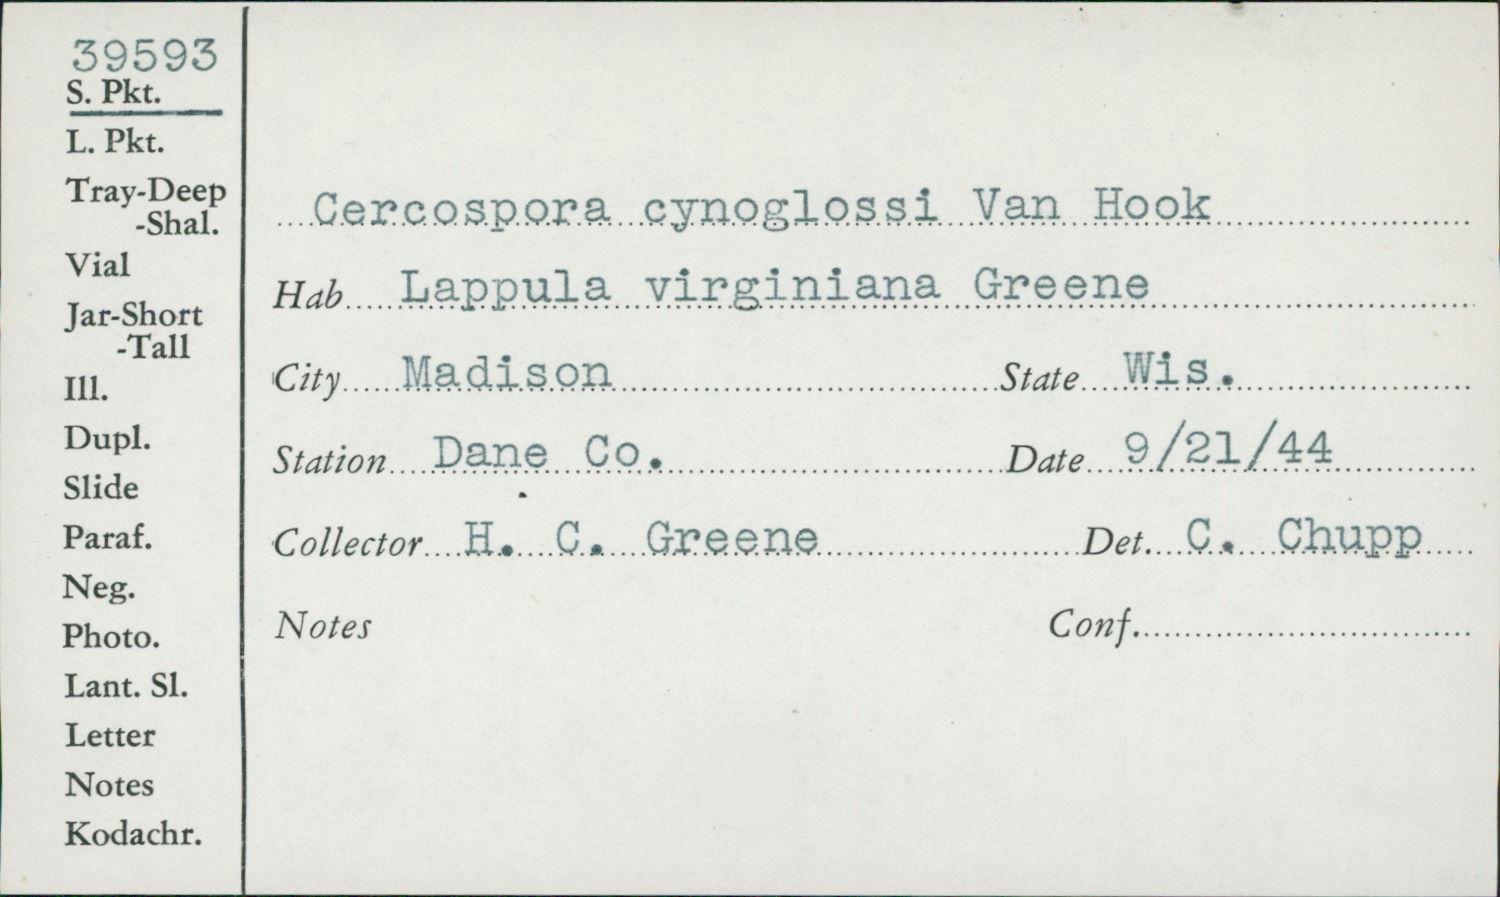 39593
S. Pkt.
L. Pkt.
Tray-Deep
-Shal.
Vial
Jar-Short
-Tall
Ill.
Dupl.
Slide
Paraf.
Neg.
Photo.
Lant. Sl.
Letter
Notes
Kodachr.
Cercospora cynoglossi Van Hook
Hab Lappula virginiana Greene
City Madison State Wis.
Station Dane Co. Date 9/21/44
Collector H. C. Greene Det. C. Chupp
Notes Conf.